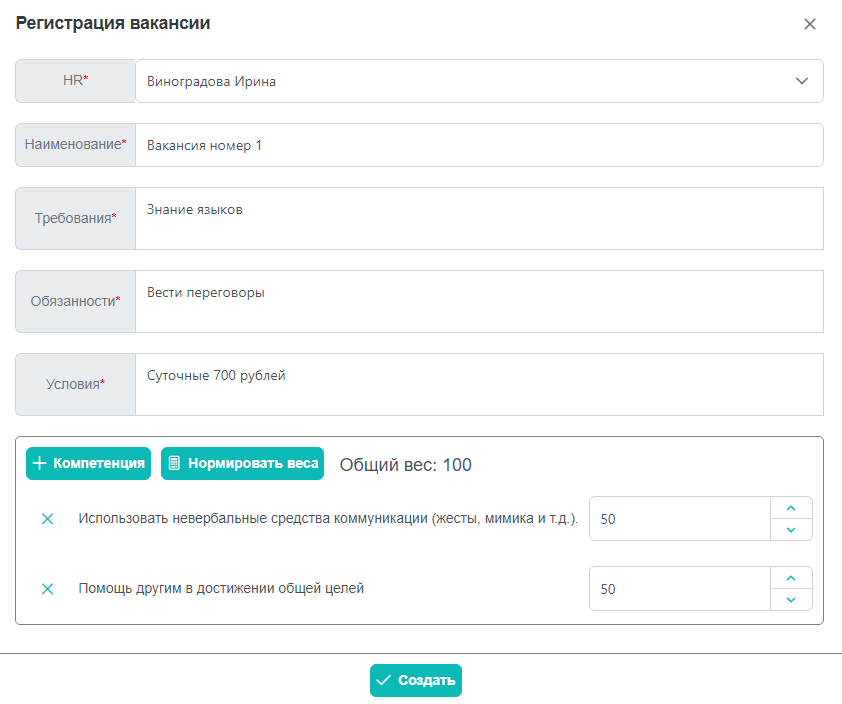 Регистрация вакансии
HR*
Виноградова Ирина
Наименование*
Вакансия номер 1
Требования*
Знание языков
Обязанности*
Вести переговоры
Условия*
Суточные 700 рублей
Компетенция
Нормировать веса
Общий вес: 100
Использовать невербальные средства коммуникации (жесты, мимика и т.д.).
50
Помощь другим в достижении общей целей
50
Создать